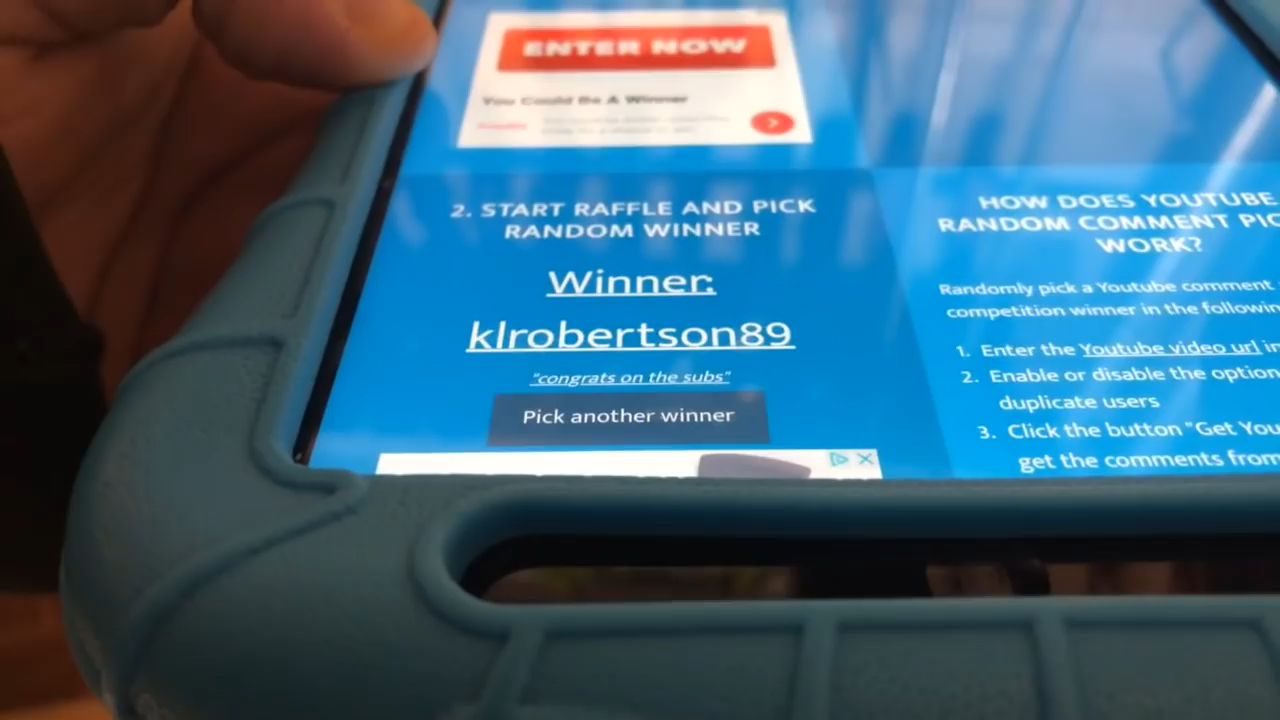 ENTER NOW
You Could Be A Winner
2. START RAFFLE AND PICK
RANDOM WINNER
Winner:
klrobertson89
"congrats on the subs"
Pick another winner
HOW DOES YOUTUBE
RANDOM COMMENT PIC
WORK?
Randomly pick a Youtube comment
competition winner in the followin
1. Enter the Youtube video url in
2. Enable or disable the option
duplicate users
3. Click the button "Get You
get the comments from